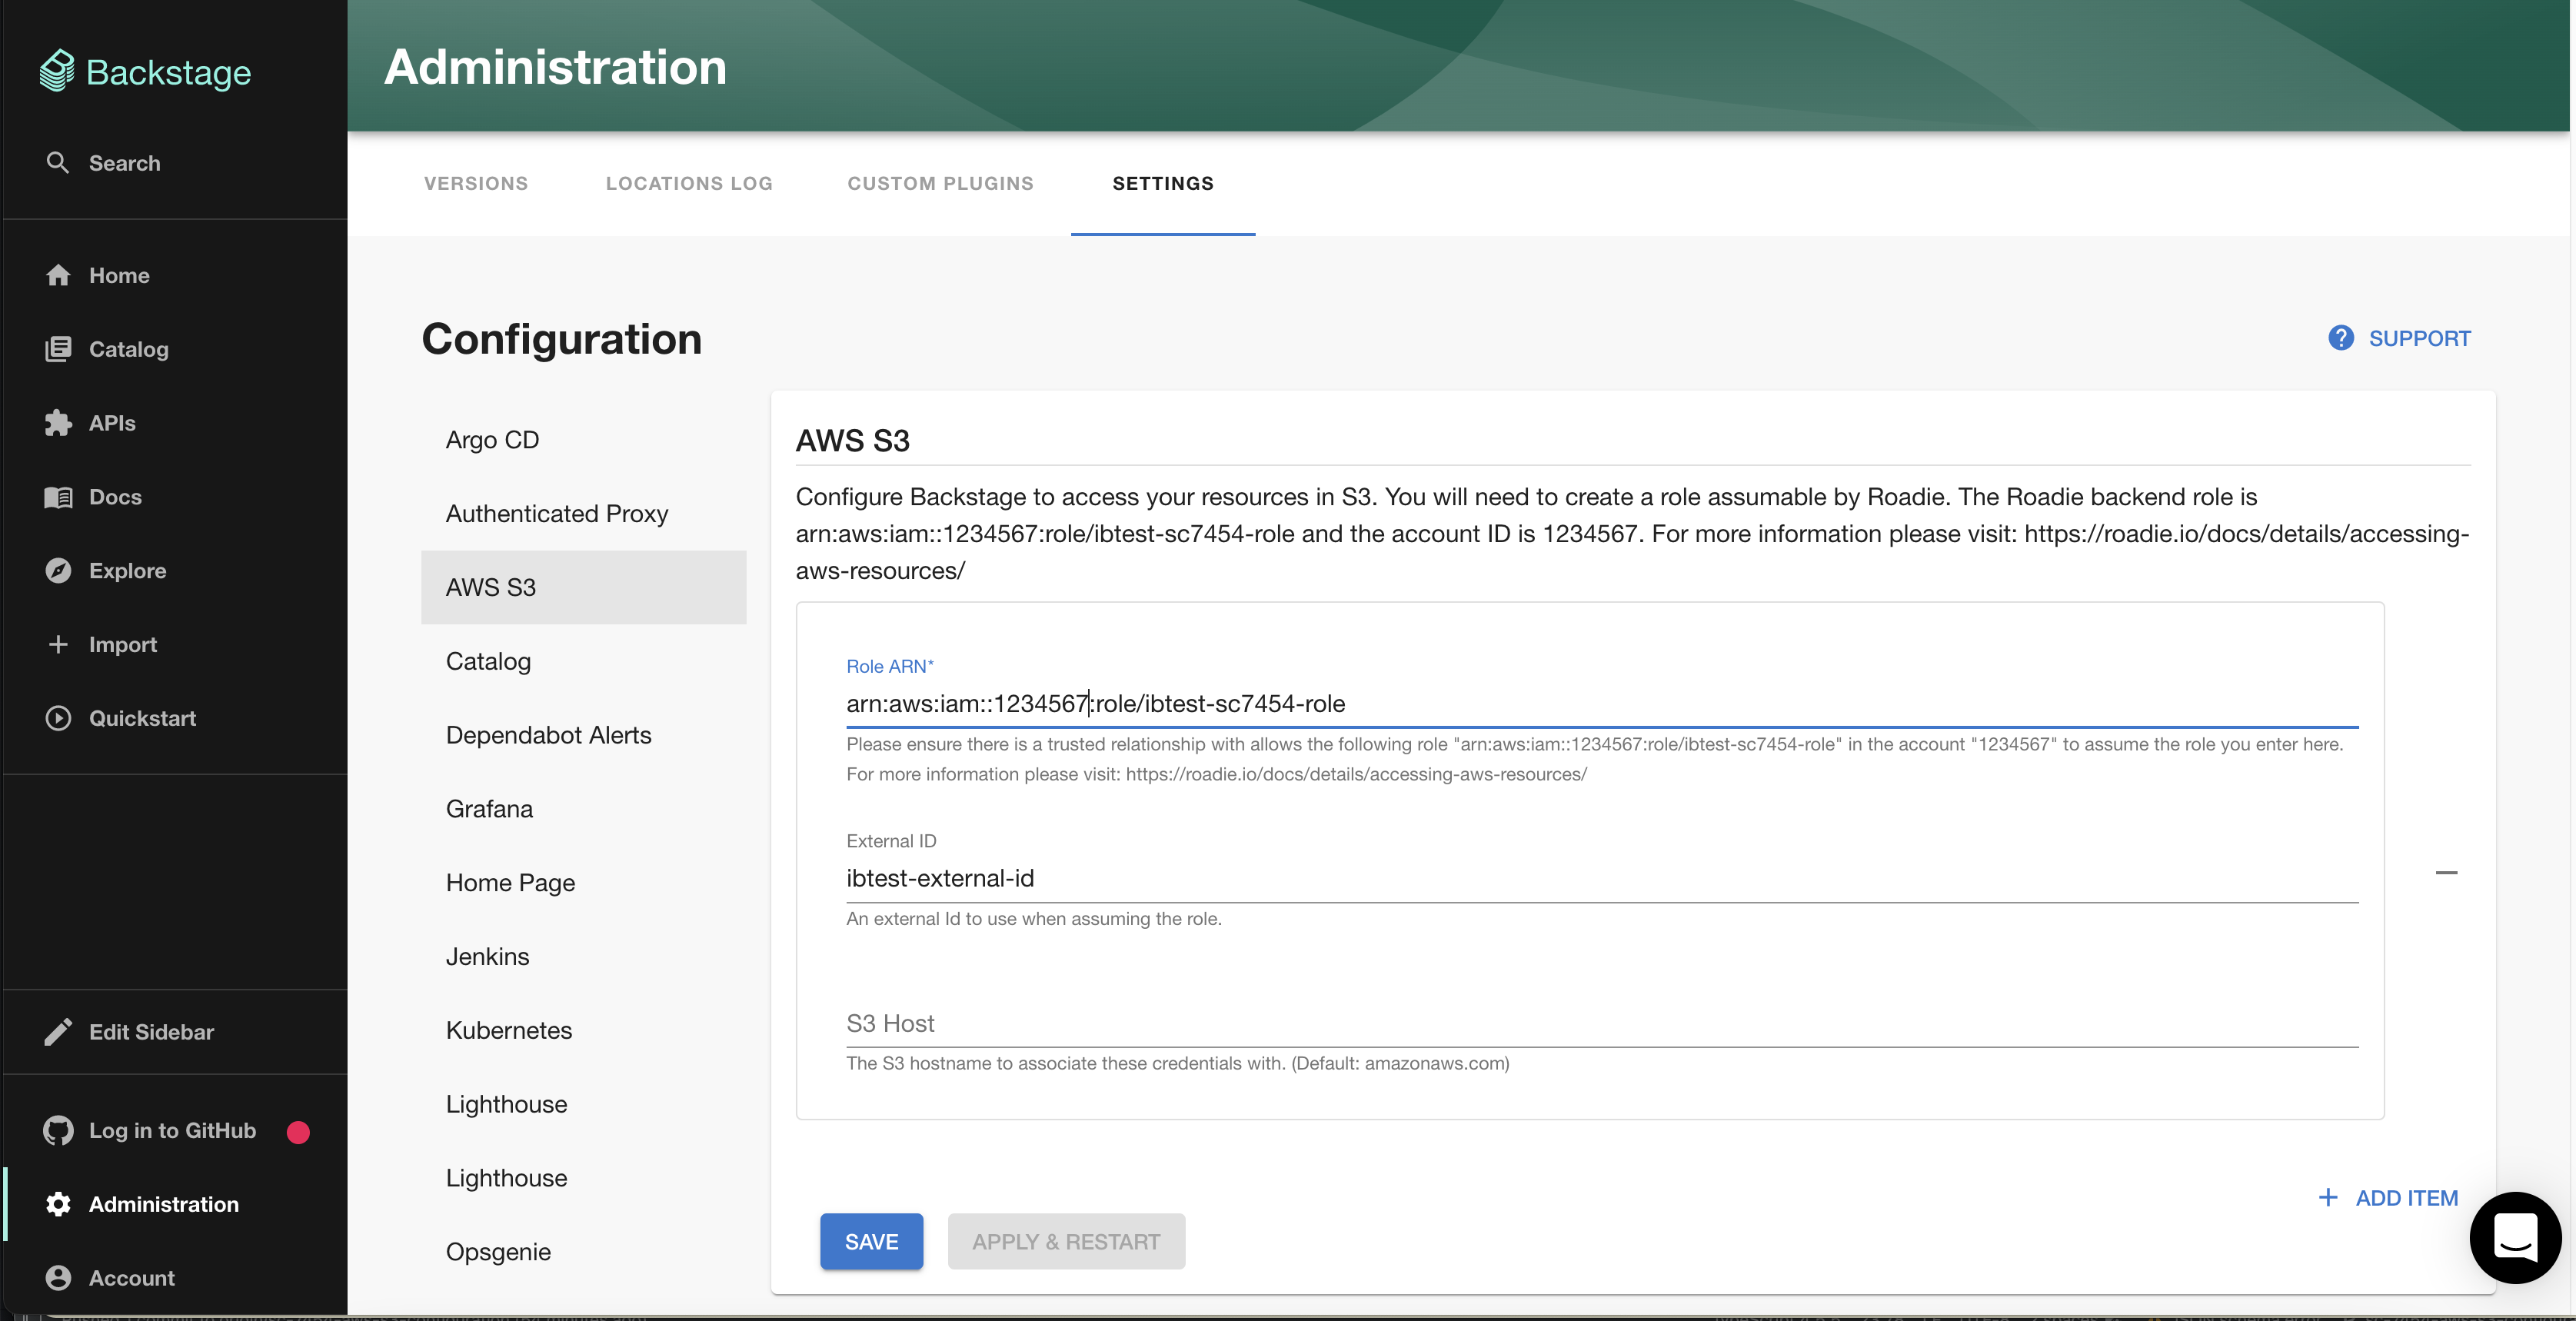 Backstage
Search
Home
Catalog
APIs
Docs
Explore
Import
Quickstart
Edit Sidebar
Log in to GitHub
Administration
Account
Administration
VERSIONS
LOCATIONS LOG
CUSTOM PLUGINS
SETTINGS
Configuration
SUPPORT
Argo CD
Authenticated Proxy
AWS S3
Catalog
Dependabot Alerts
Grafana
Home Page
Jenkins
Kubernetes
Lighthouse
Lighthouse
Opsgenie
AWS S3
Configure Backstage to access your resources in S3. You will need to create a role assumable by Roadie. The Roadie backend role is
arn:aws:iam::1234567:role/ibtest-sc7454-role and the account ID is 1234567. For more information please visit: https://roadie.io/docs/details/accessing-
aws-resources/
Role ARN*
arn:aws:iam::1234567:role/ibtest-sc7454-role
Please ensure there is a trusted relationship with allows the following role "arn:aws:iam::1234567:role/ibtest-sc7454-role" in the account "1234567" to assume the role you enter here.
For more information please visit: https://roadie.io/docs/details/accessing-aws-resources/
External ID
ibtest-external-id
An external Id to use when assuming the role.
S3 Host
The S3 hostname to associate these credentials with. (Default: amazonaws.com)
ADD ITEM
SAVE
APPLY & RESTART